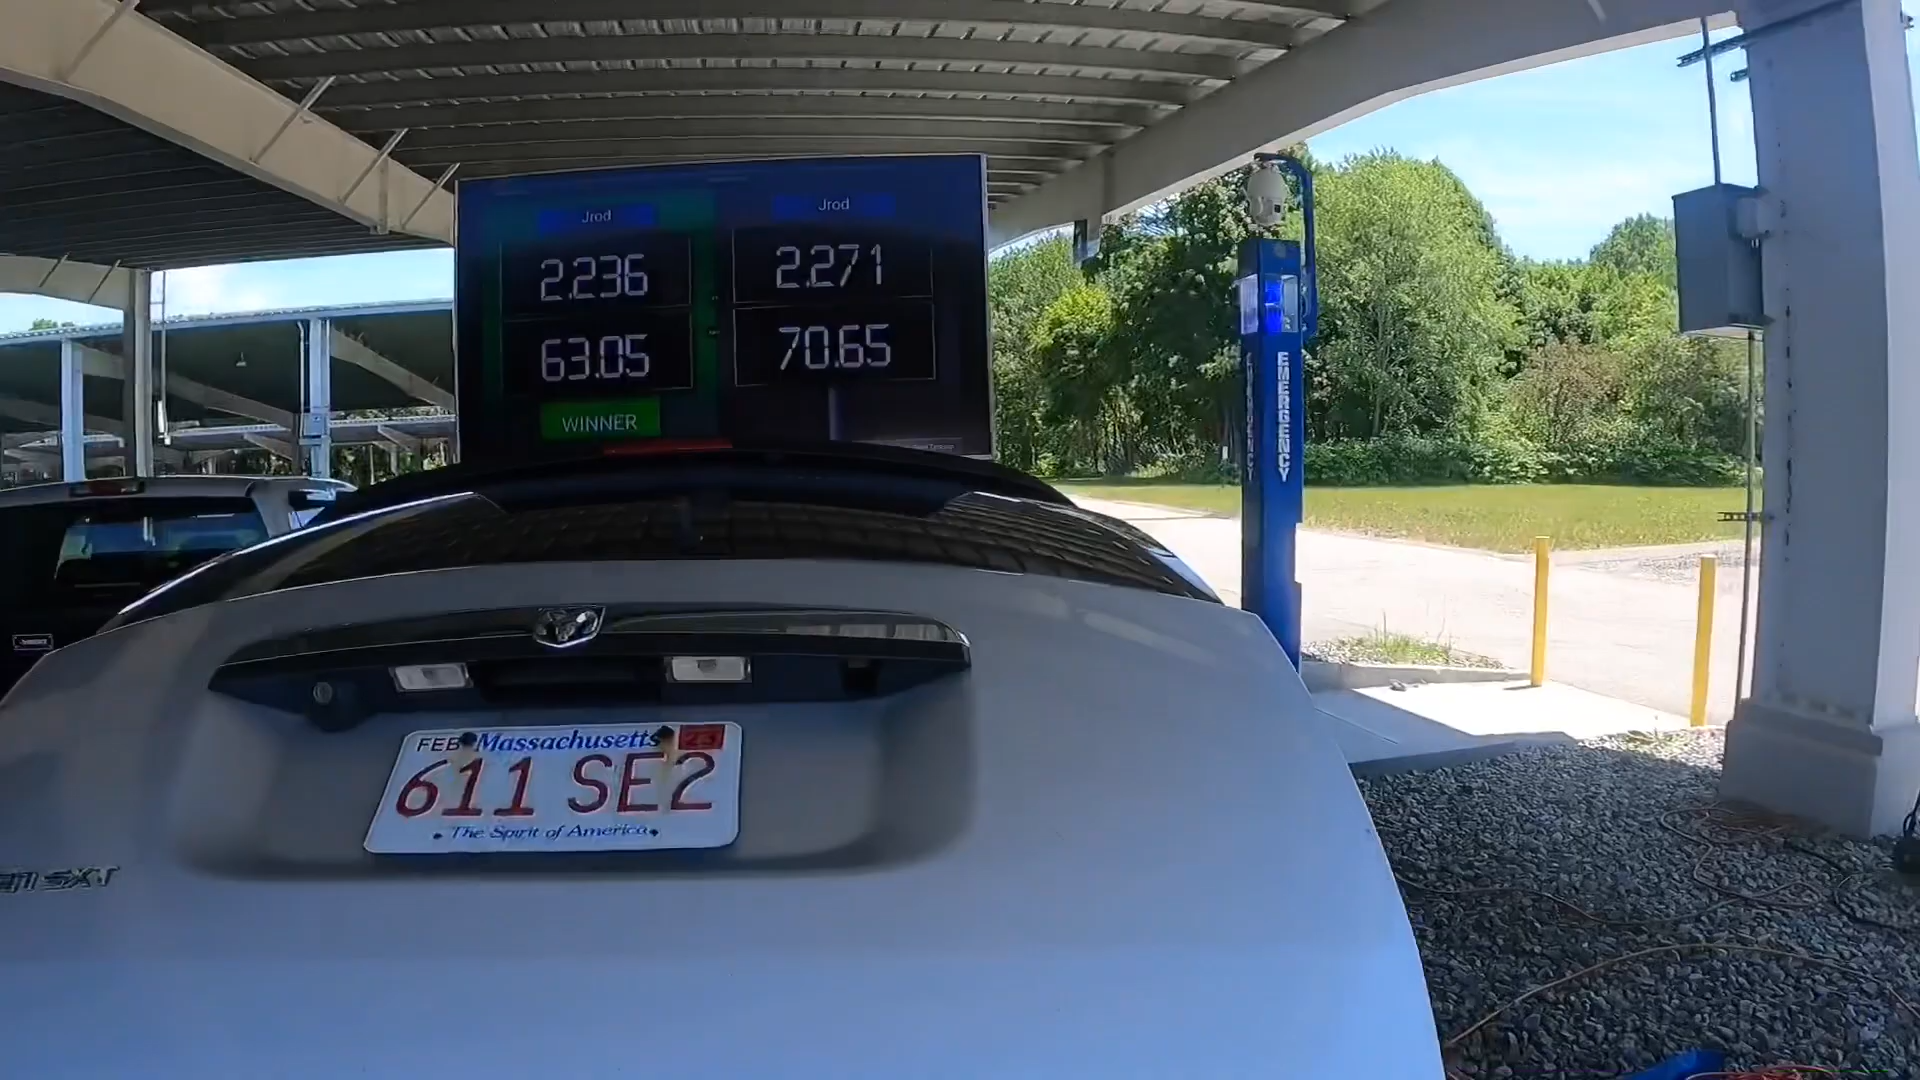 Jrod
Jrod
2.236
2.271
63.05
70.65
WINNER
EMERGENCY
FEB Massachusetts 23
611 SE2
The Spirit of America
SXT